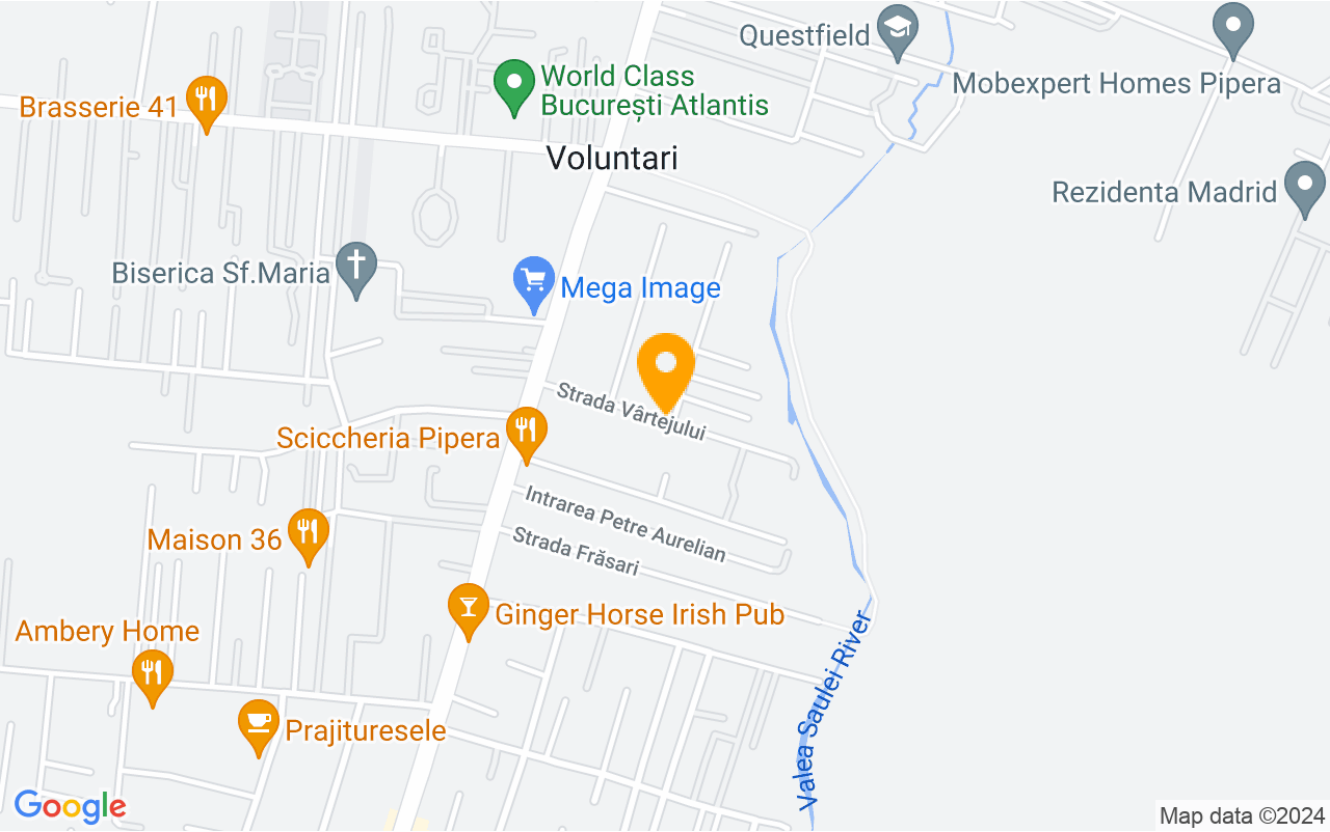 Questfield
World Class
București Atlantis
Mobexpert Homes Pipera
Brasserie 41
Voluntari
Rezidenta Madrid
Biserica Sf.Maria
Mega Image
Strada Vârtejului
Sciccheria Pipera
Intrarea Petre Aurelian
Strada Frăsari
Maison 36
Ginger Horse Irish Pub
Ambery Home
Valea Saulei River
Prajituresele
Google
Map data ©2024